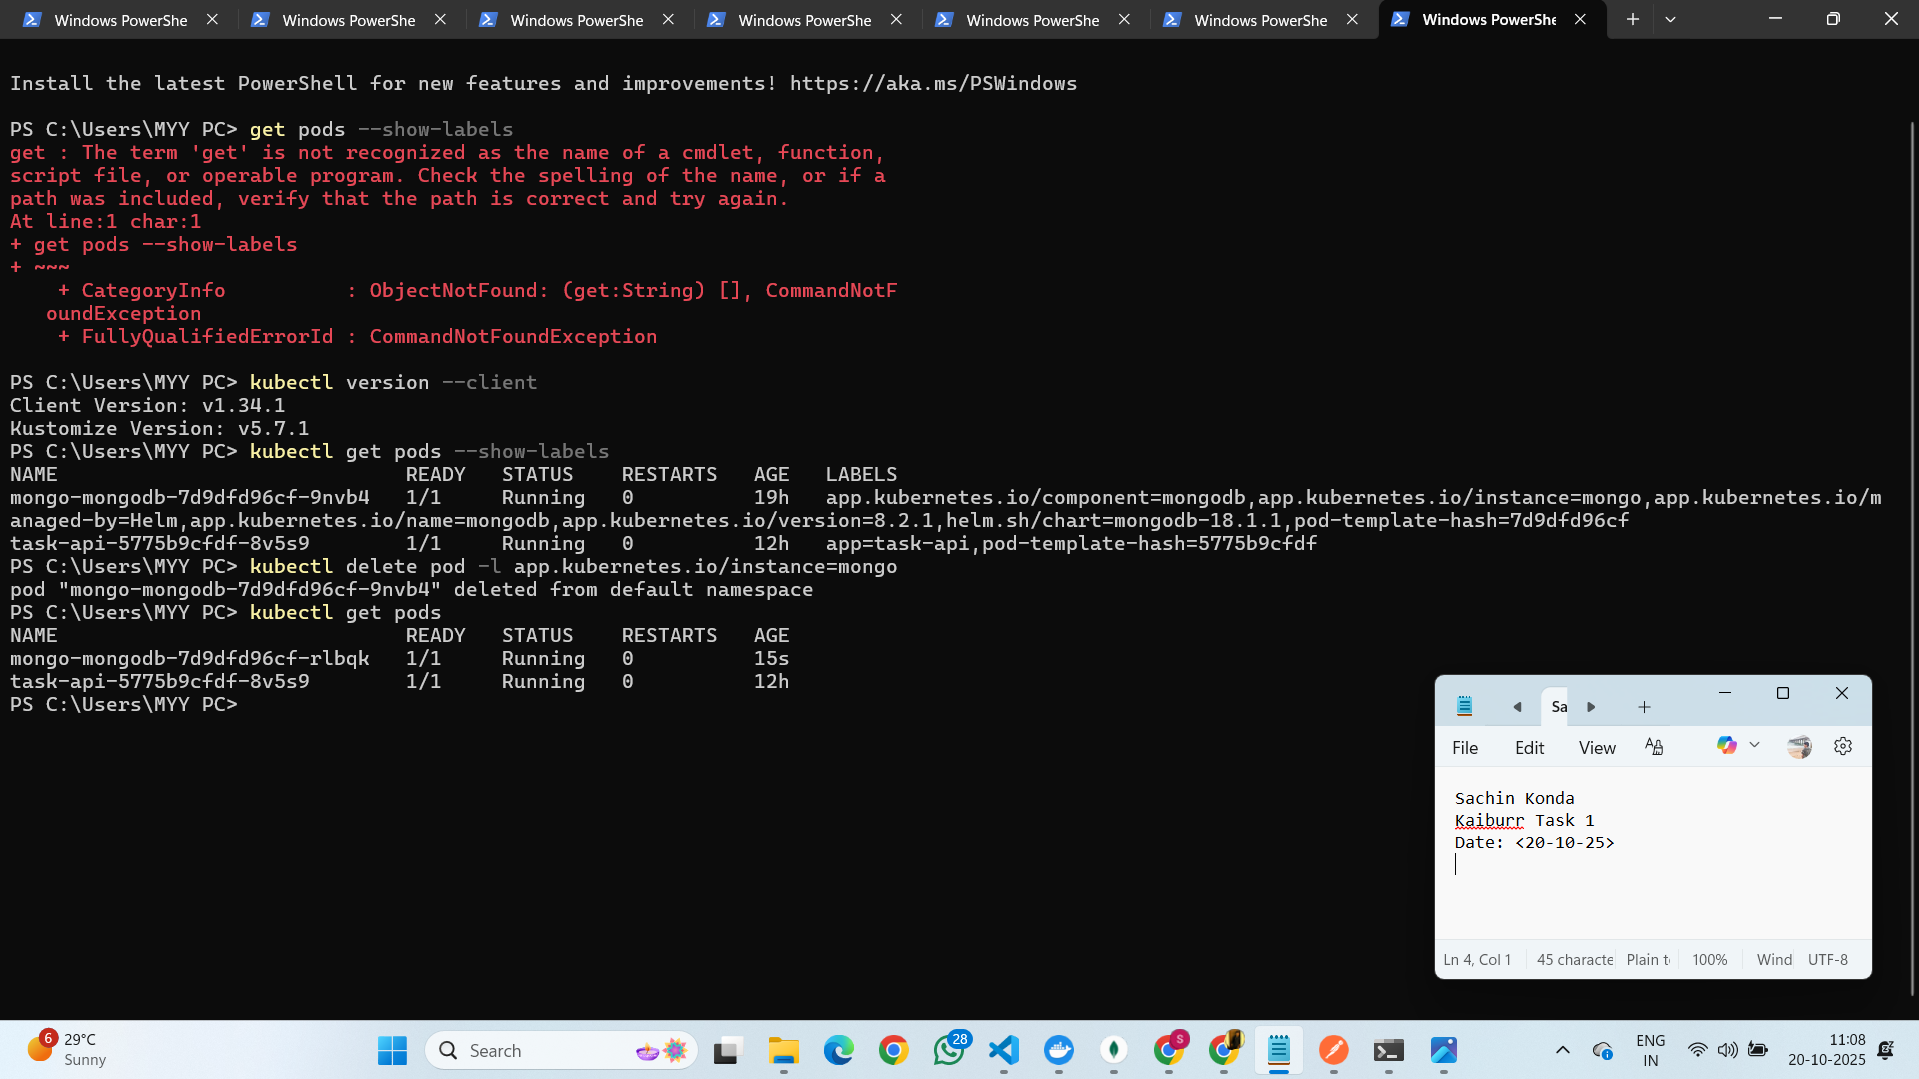 Windows PowerShe
Windows PowerShe
Windows PowerShe
Windows PowerShe
Windows PowerShe
Windows PowerShe
Windows PowerShe
Install the latest PowerShell for new features and improvements! https://aka.ms/PSWindows
PS C:\Users\MYY PC> get pods --show-labels
get : The term 'get' is not recognized as the name of a cmdlet, function,
script file, or operable program. Check the spelling of the name, or if a
path was included, verify that the path is correct and try again.
At line:1 char:1
+ get pods --show-labels
+ ~~~
    + CategoryInfo          : ObjectNotFound: (get:String) [], CommandNotF
   oundException
    + FullyQualifiedErrorId : CommandNotFoundException
PS C:\Users\MYY PC> kubectl version --client
Client Version: v1.34.1
Kustomize Version: v5.7.1
PS C:\Users\MYY PC> kubectl get pods --show-labels
NAME                             READY   STATUS    RESTARTS   AGE   LABELS
mongo-mongodb-7d9dfd96cf-9nvb4   1/1     Running   0          19h   app.kubernetes.io/component=mongodb,app.kubernetes.io/instance=mongo,app.kubernetes.io/m
anaged-by=Helm,app.kubernetes.io/name=mongodb,app.kubernetes.io/version=8.2.1,helm.sh/chart=mongodb-18.1.1,pod-template-hash=7d9dfd96cf
task-api-5775b9cfdf-8v5s9        1/1     Running   0          12h   app=task-api,pod-template-hash=5775b9cfdf
PS C:\Users\MYY PC> kubectl delete pod -l app.kubernetes.io/instance=mongo
pod "mongo-mongodb-7d9dfd96cf-9nvb4" deleted from default namespace
PS C:\Users\MYY PC> kubectl get pods
NAME                             READY   STATUS    RESTARTS   AGE
mongo-mongodb-7d9dfd96cf-rlbqk   1/1     Running   0          15s
task-api-5775b9cfdf-8v5s9        1/1     Running   0          12h
PS C:\Users\MYY PC>
Sa
File Edit View
Sachin Konda
Kaiburr Task 1
Date: <20-10-25>
Ln 4, Col 1 45 characte Plain t 100% Wind UTF-8
6 29°C
Sunny
Search
28
S
ENG
IN
11:08
20-10-2025